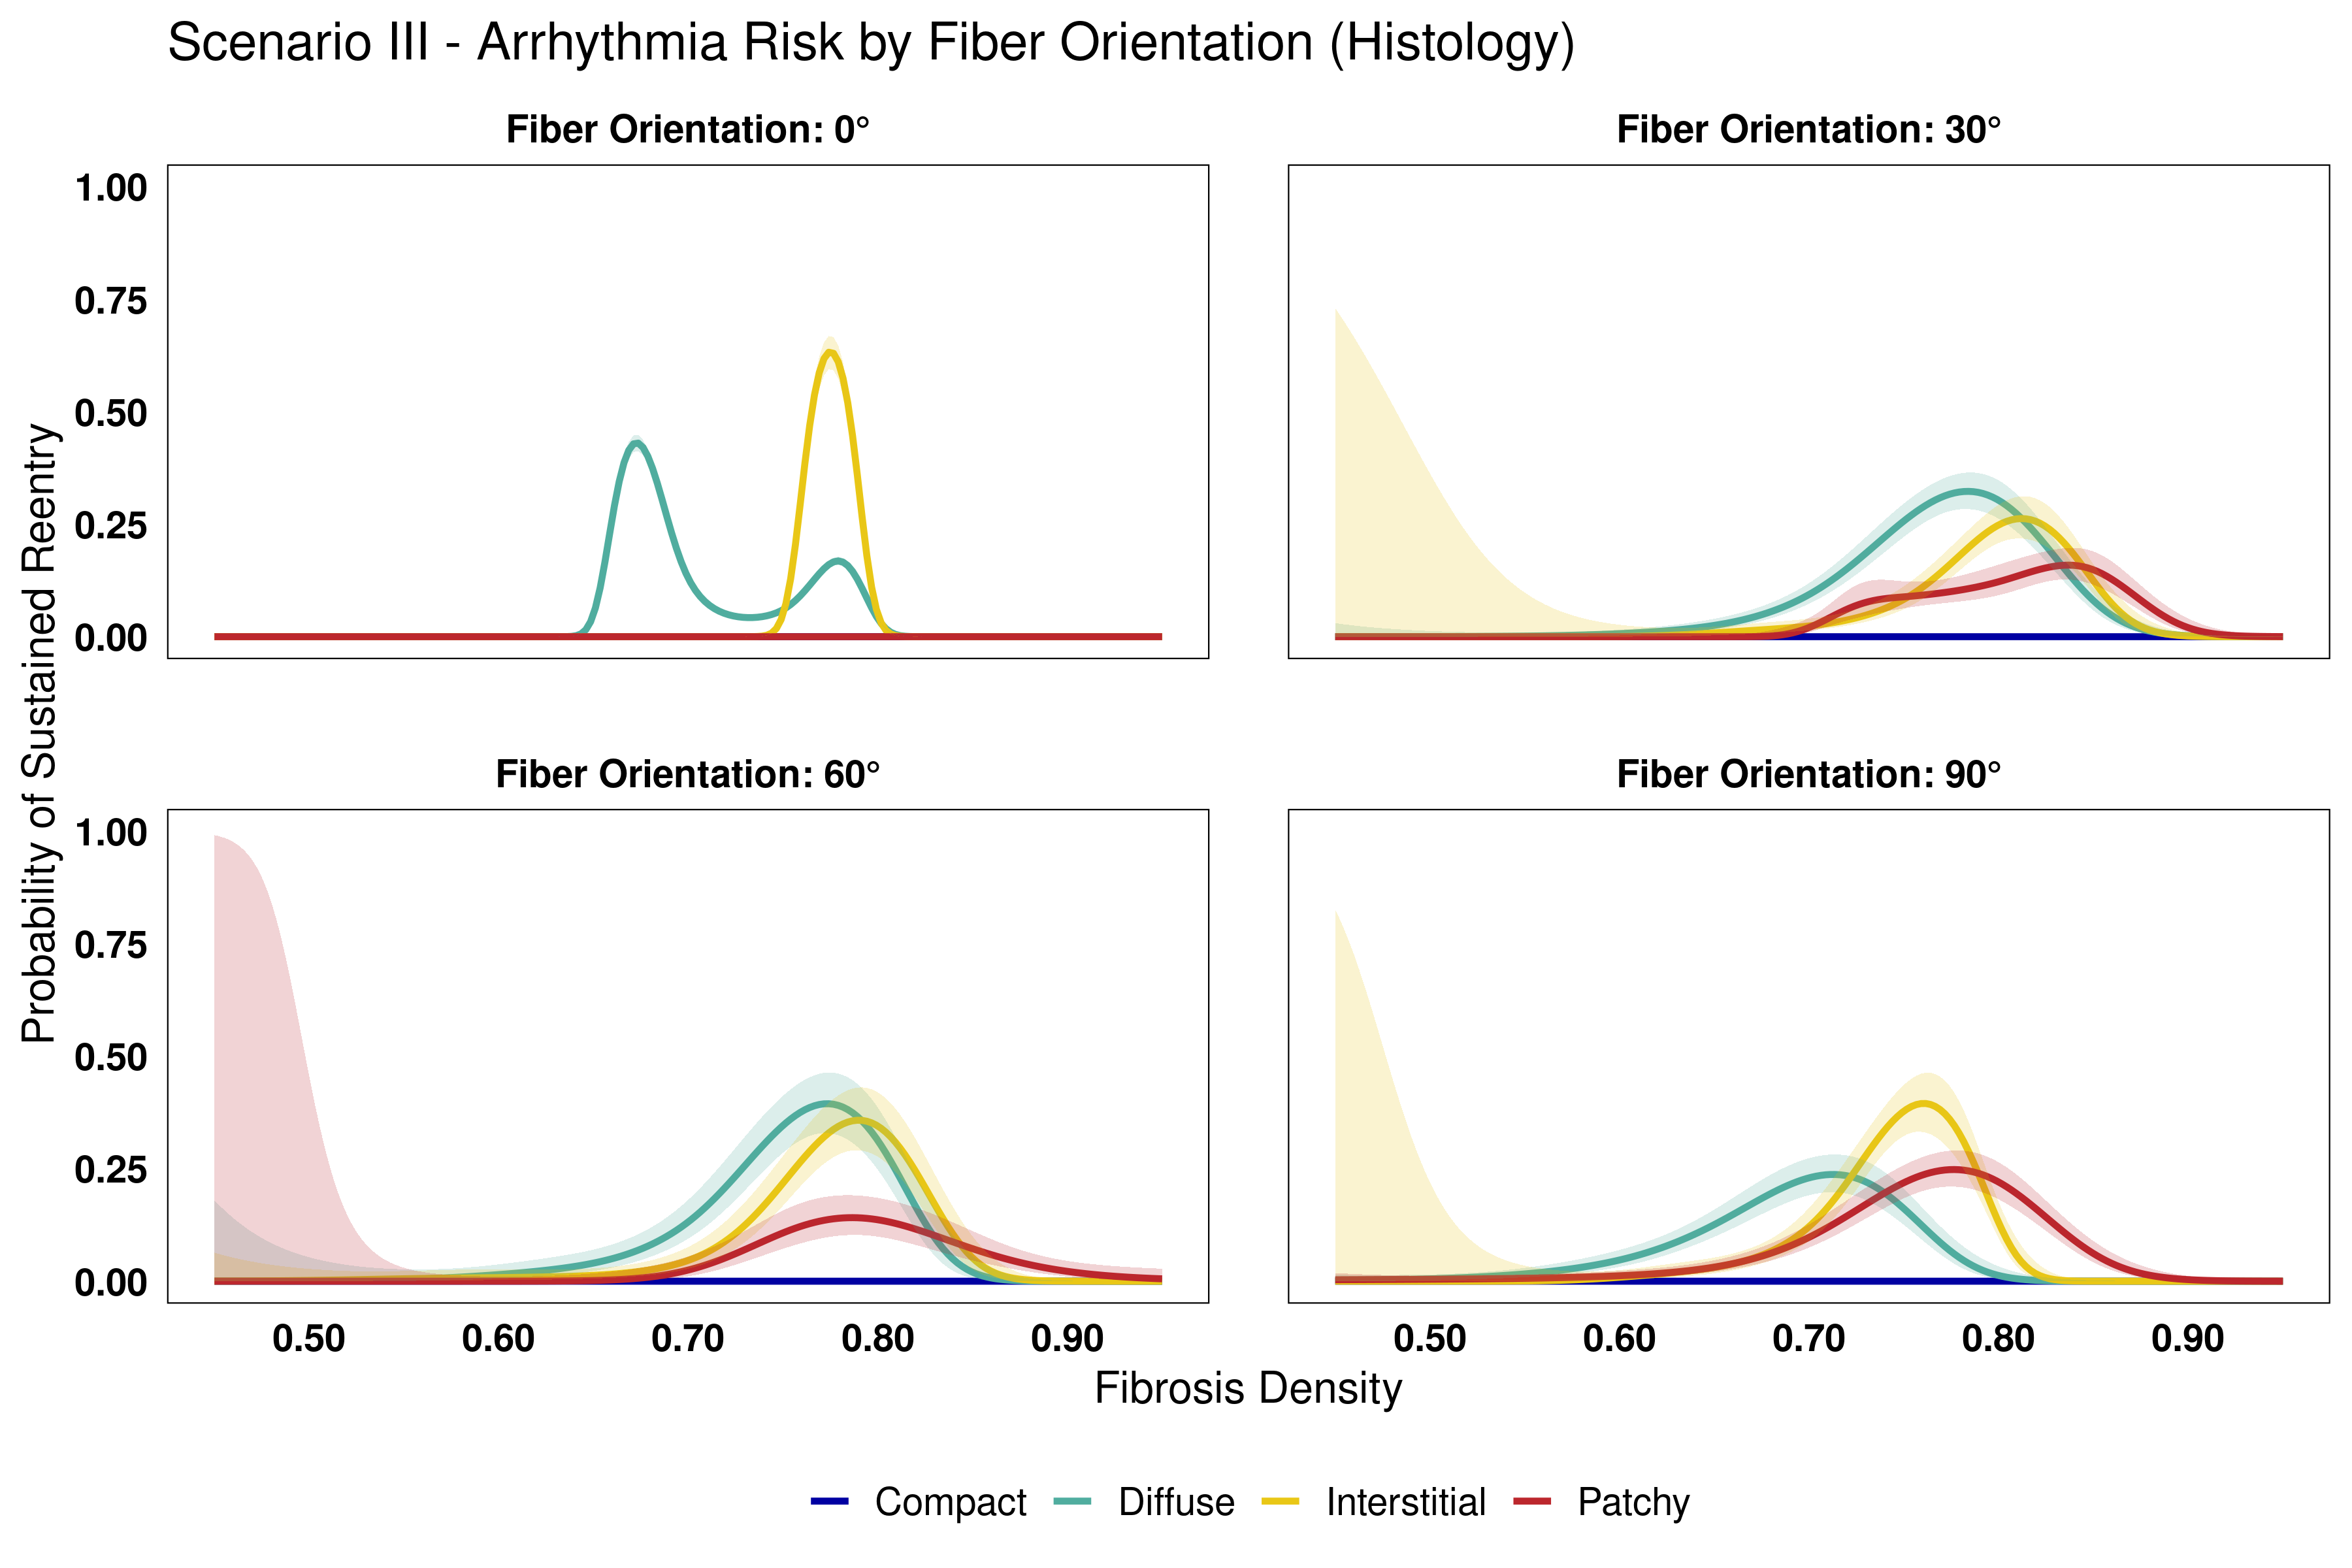 Scenario III - Arrhythmia Risk by Fiber Orientation (Histology)
Fiber Orientation: 0°
Fiber Orientation: 30°
1.00
0.75
0.50
0.25
0.00
Fiber Orientation: 60°
Fiber Orientation: 90°
1.00
0.75
0.50
0.25
0.00
Probability of Sustained Reentry
0.50 0.60 0.70 0.80 0.90
0.50 0.60 0.70 0.80 0.90
Fibrosis Density
Compact Diffuse Interstitial Patchy